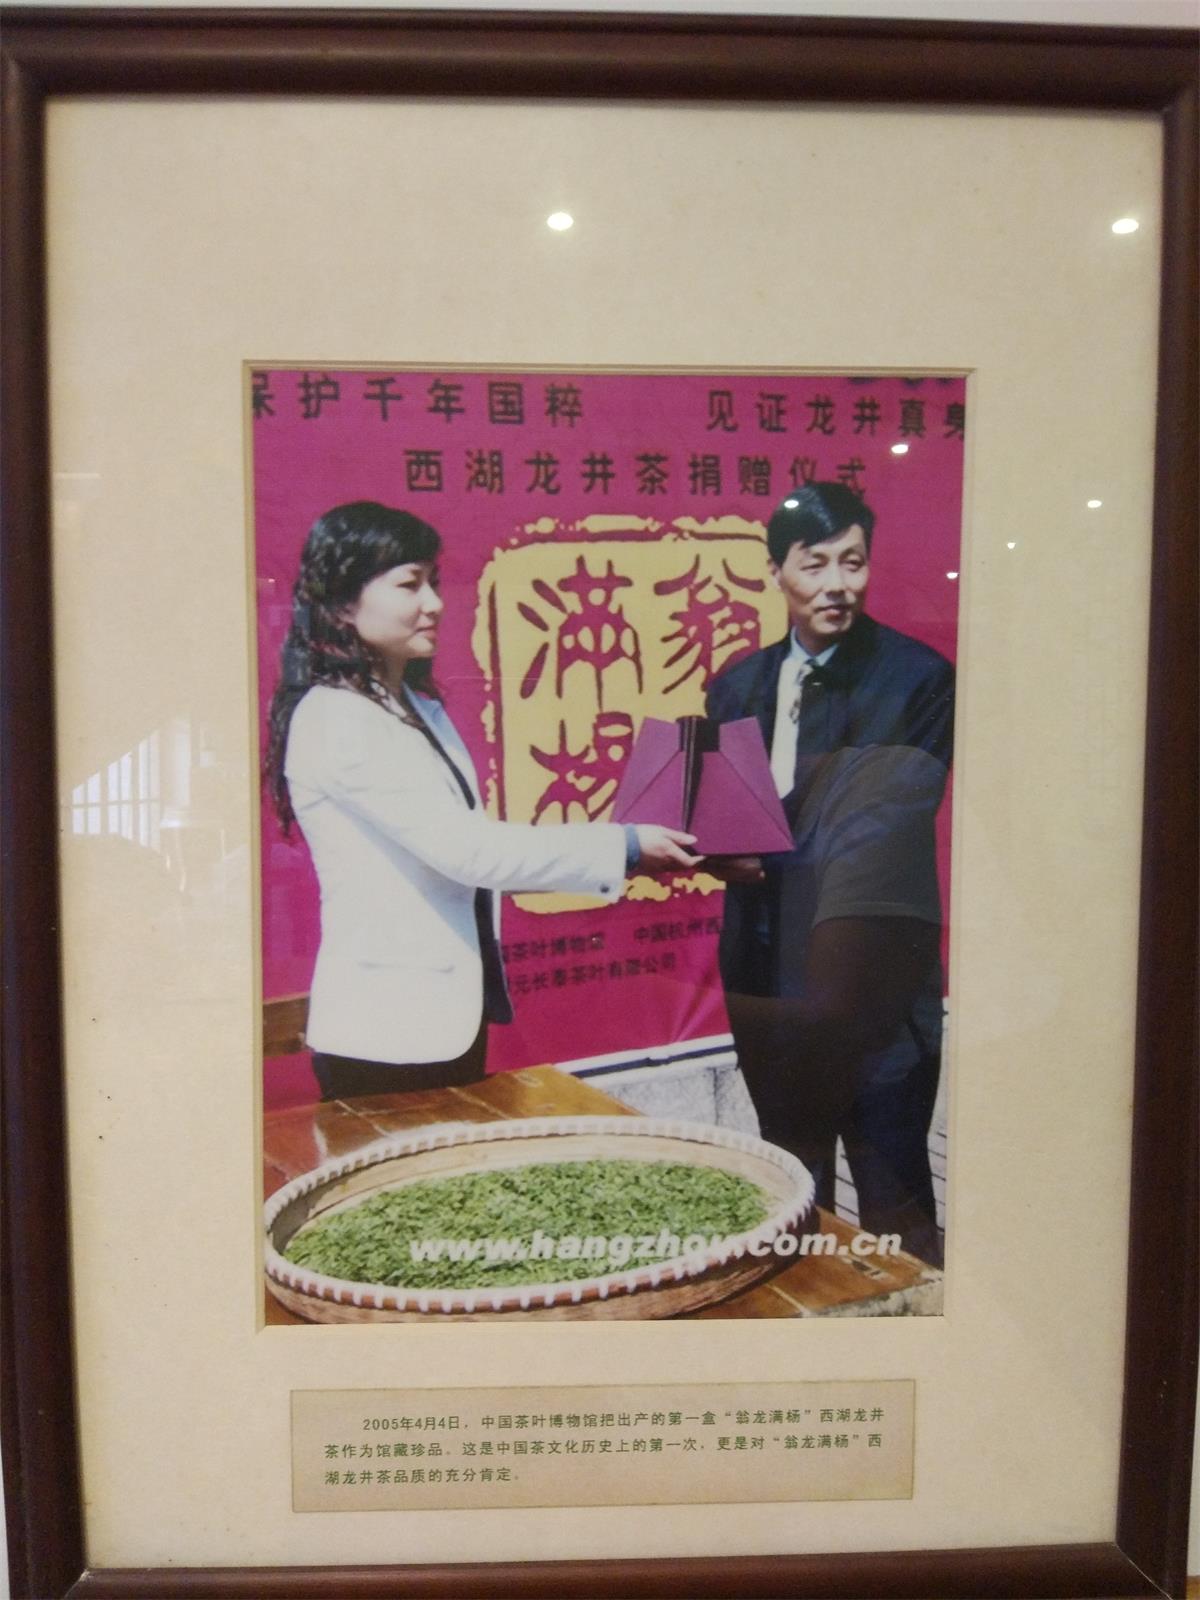 保护千年国粹 见证龙井真身
西湖龙井茶捐赠仪式
翁
满
杨
茶叶博物馆 中国杭州西
元长泰茶叶有限公司
www.hangzhou.com.cn
2005年4月4日，中国茶叶博物馆把出产的第一盒“翁龙满杨”西湖龙井
茶作为馆藏珍品。这是中国茶文化历史上的第一次，更是对“翁龙满杨”西
湖龙井茶品质的充分肯定。